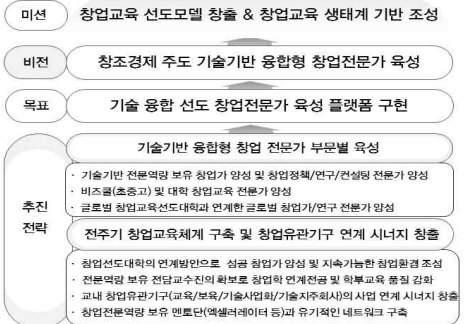 미션 창업교육 선도모델 창출 & 창업교육 생태계 기반 조성
비전 창조경제 주도 기술기반 융합형 창업전문가 육성
목표 기술 융합 선도 창업전문가 육성 플랫폼 구현
추진
전략
기술기반 융합형 창업 전문가 부문별 육성
· 기술기반 전문역량 보유 창업가 양성 및 창업정책/연구/컨설팅 전문가 양성
· 비즈쿨(초중고) 및 대학 창업교육 전문가 양성
· 글로벌 창업교육선도대학과 연계한 글로벌 창업가/연구 전문가 양성
전주기 창업교육체계 구축 및 창업유관기구 연계 시너지 창출
· 창업선도대학의 연계방안으로 성공 창업가 양성 및 지속가능한 창업환경 조성
· 전문역량 보유 전담교수진의 확보로 창업학 연계전공 및 학부교육 품질 강화
· 교내 창업유관기구(교육/보육/기술사업화/기술지주회사)의 사업 연계 시너지 창출
· 창업전문역량 보유 멘토단(엑셀러레이터 등)과 유기적인 네트워크 구축